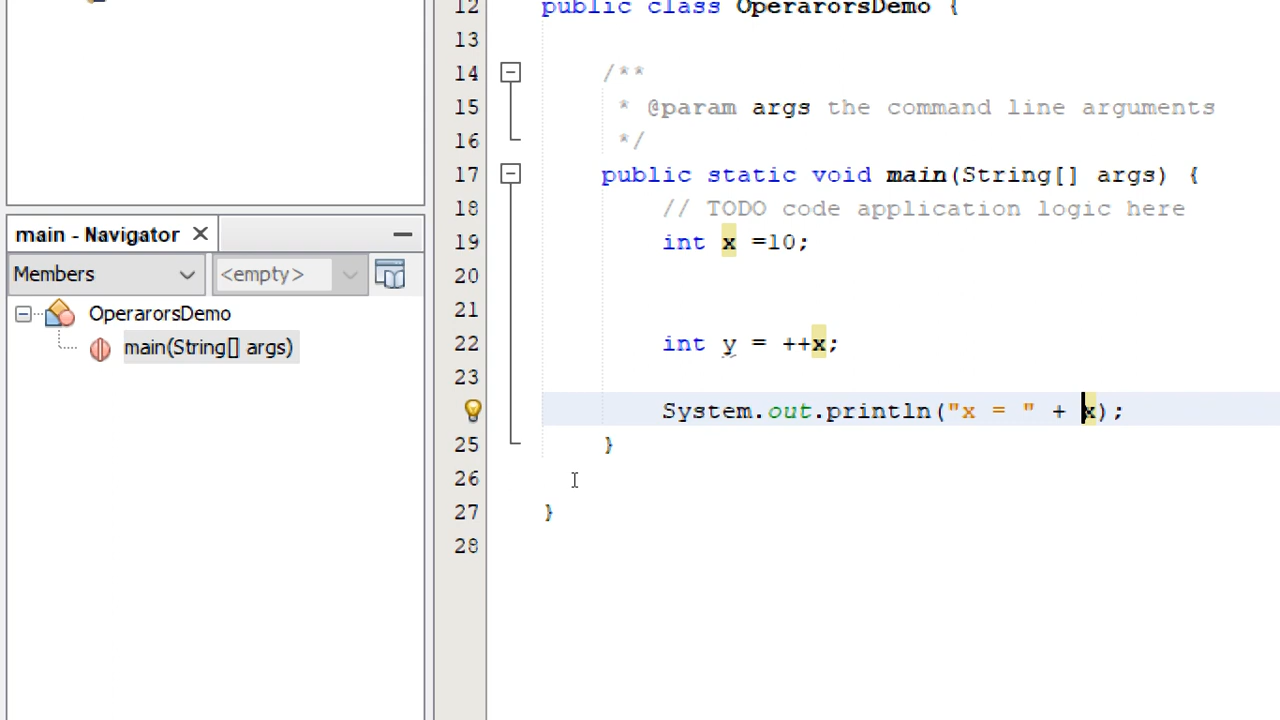 12 public class OperarorsDemo {
13
14 /**
15 * @param args the command line arguments
16 */
17 public static void main(String[] args) {
18 // TODO code application logic here
19 int x =10;
20
21
22 int y = ++x;
23
System.out.println("x = " + x);
25 }
26
27 }
28
main - Navigator
Members
<empty>
OperarorsDemo
main(String[] args)